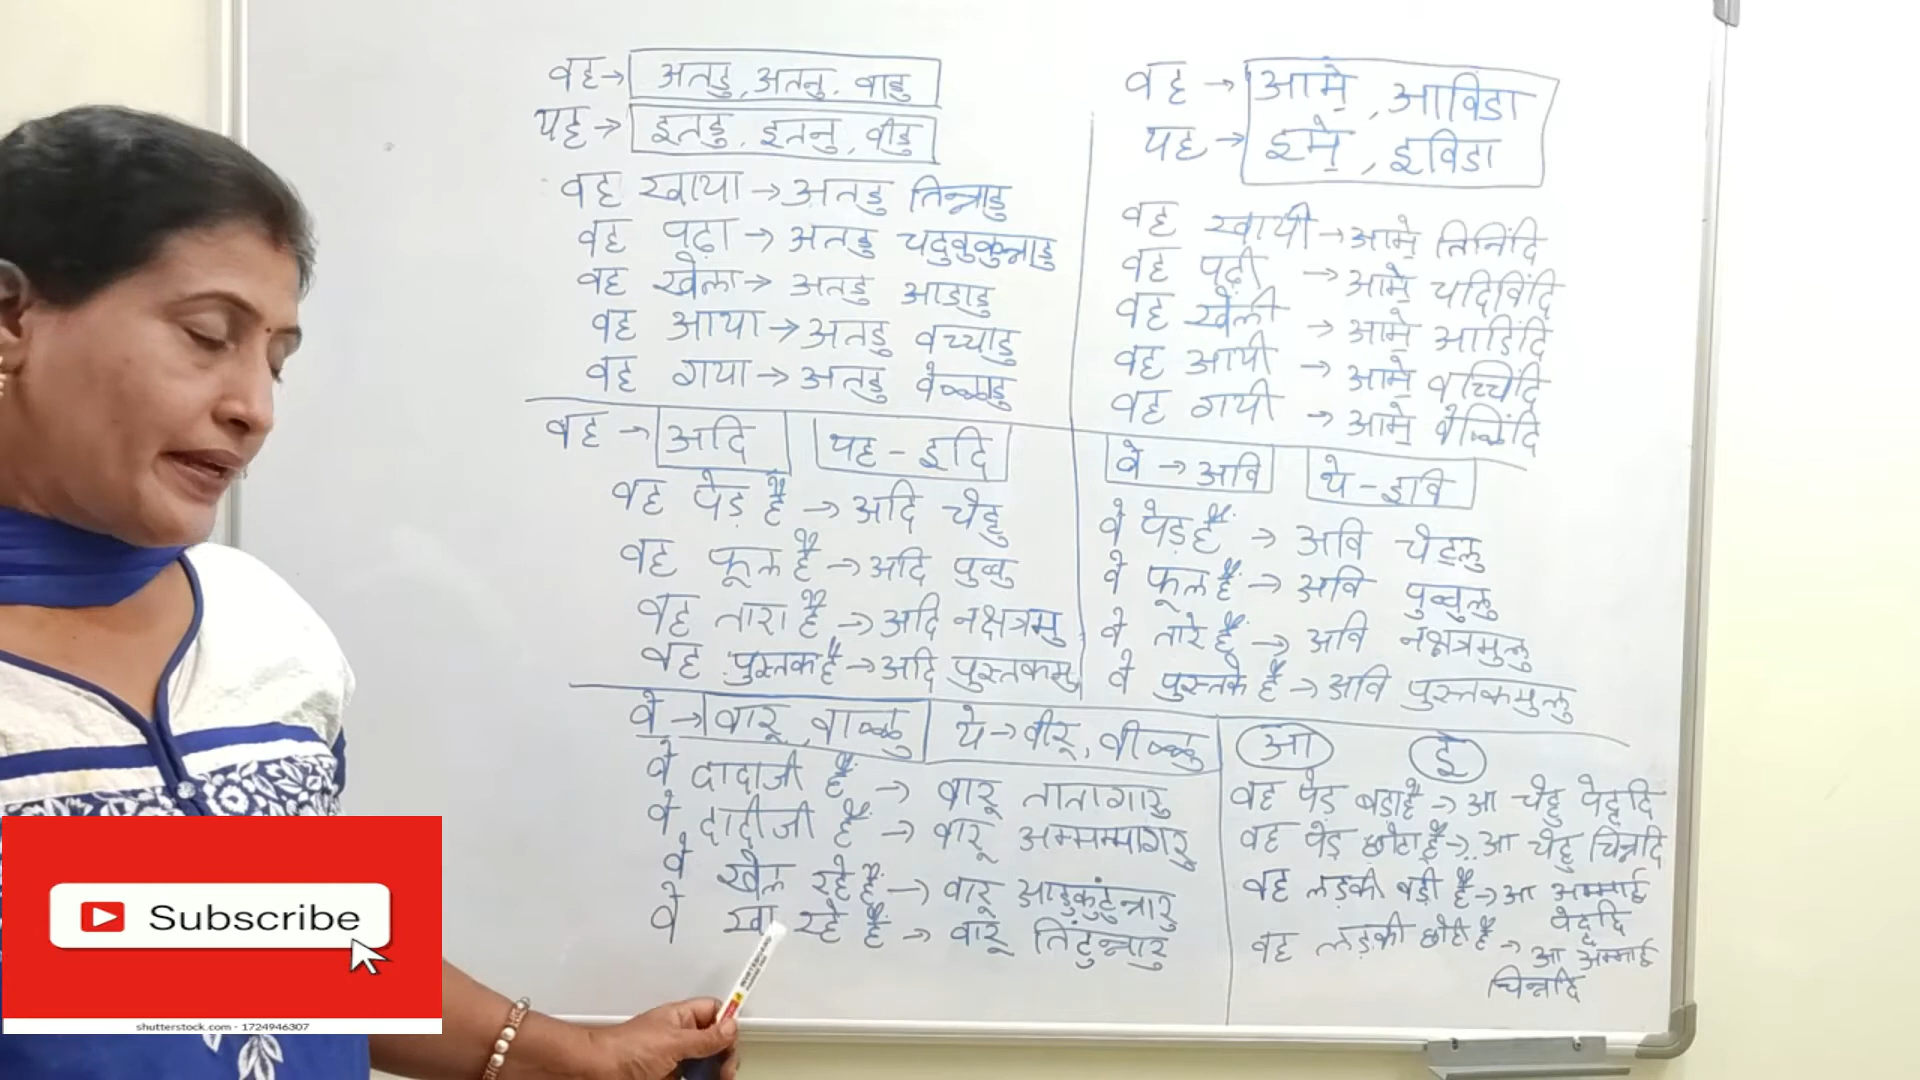 वह → अतडु, अतनु, वाडु
यह → इतडु, इतनु, वीडु
वह खाया → अतडु तिन्नाडु
वह पढ़ा → अतडु चदुवुकुन्नाडु
वह खेला → अतडु आडाडु
वह आया → अतडु वच्चाडु
वह गया → अतडु वेळ्ळाडु
वह → आमे, आविडा
यह → इमे, इविडा
वह खायी → आमे तिनिंदि
वह पढ़ी → आमे चदिविंदि
वह खेली → आमे आडिंदि
वह आयी → आमे वच्चिंदि
वह गयी → आमे वेळ्ळिंदि
वह → अदि यह - इदि
वह पेड़ है → अदि चेट्टु
वह फूल है → अदि पुव्वु
वह तारा है → अदि नक्षत्रमु
वह पुस्तक है → अदि पुस्तकमु
वे → अवि ये - इवि
वे पेड़ हैं → अवि चेट्लु
वे फूल हैं → अवि पुव्वुलु
वे तारे हैं → अवि नक्षत्रमुलु
वे पुस्तके हैं → अवि पुस्तकमुलु
वे → वारू, वाळ्ळु ये → वीरू, वीळ्ळु
वे दादाजी हैं → वारू तातागारु
वे दादीजी हैं → वारू अम्मम्मागारु
वे खेल रहे हैं → वारू आडुकुंटुन्नारु
वे खा रहे हैं → वारू तिंटुन्नारु
आ ई
वह पेड़ बड़ा है → आ चेट्टु पेद्ददि
वह पेड़ छोटा है → आ चेट्टु चिन्नदि
वह लड़की बड़ी है → आ अम्माई
पेद्ददि
वह लड़की छोटी है → आ अम्माई
चिन्नदि
Subscribe
shutterstock.com · 1724946307